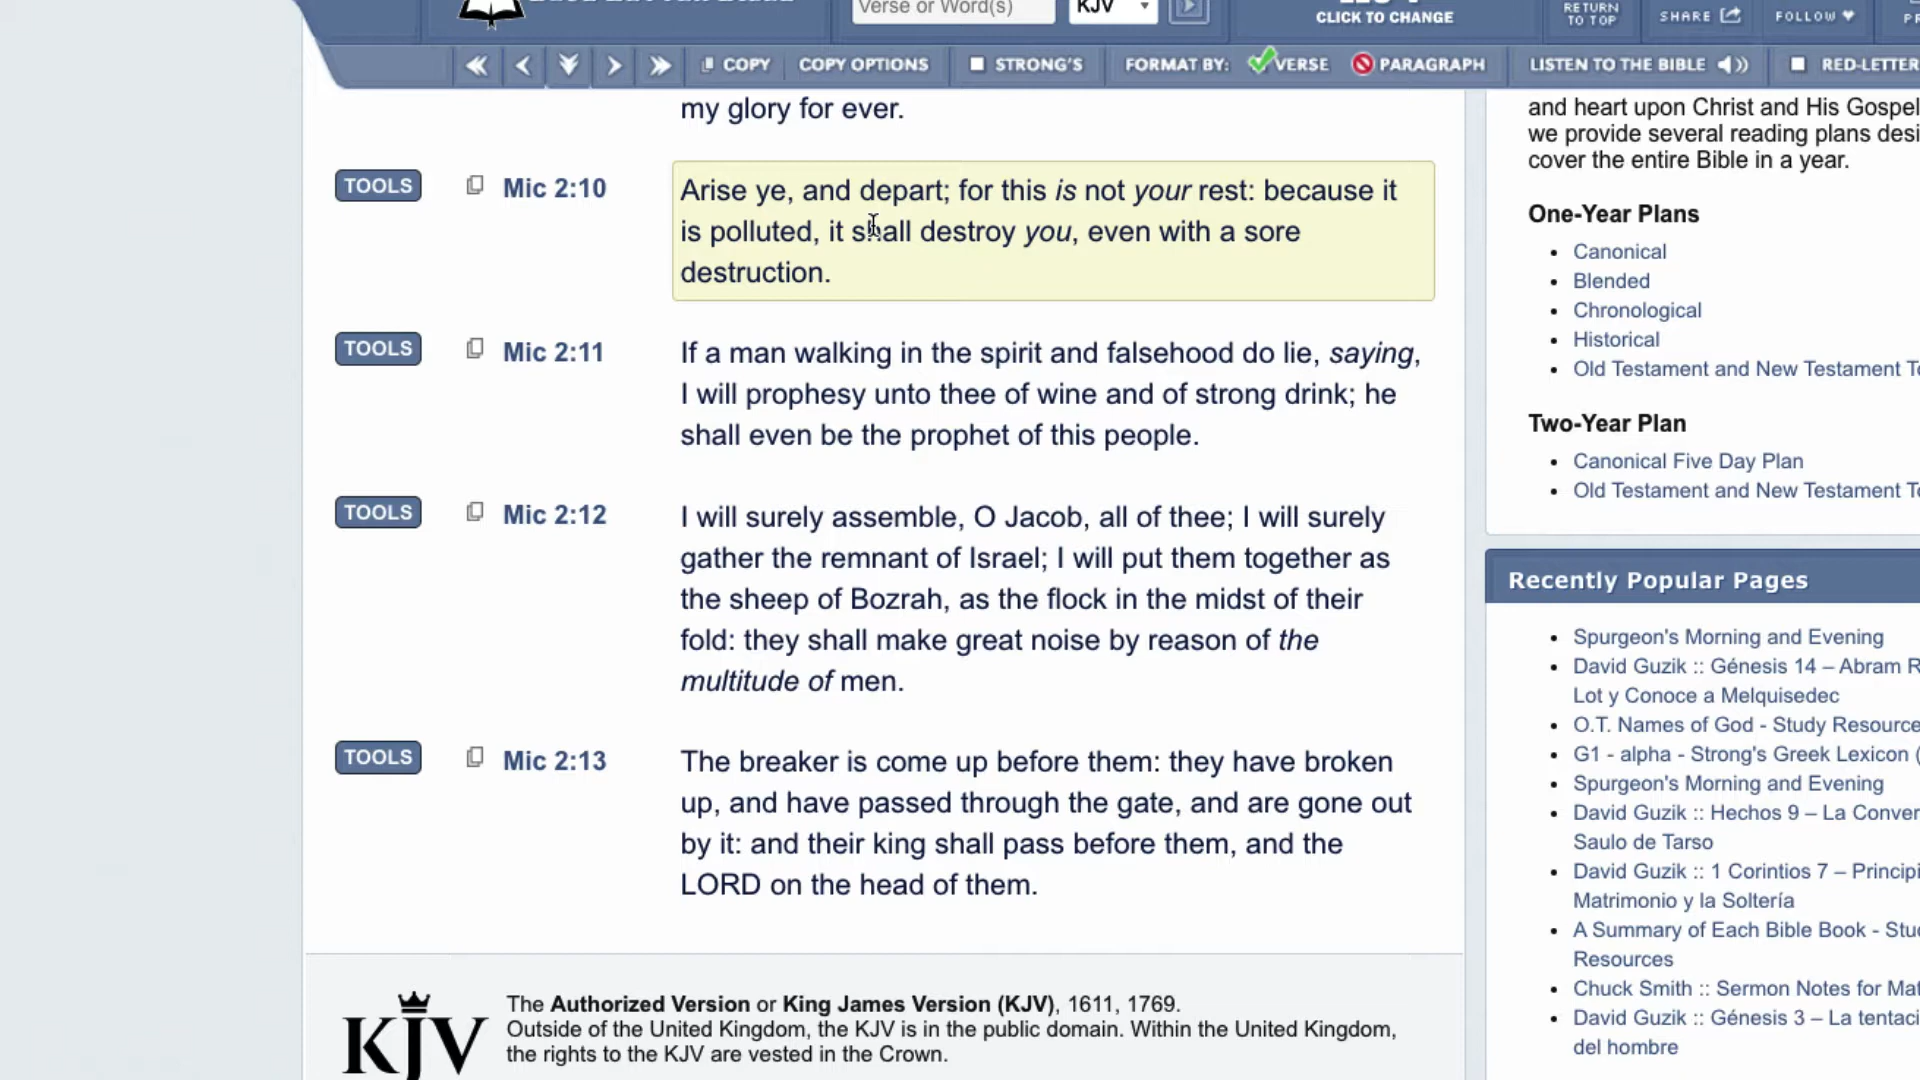 Verse or Word(s)
KJV
CLICK TO CHANGE
RETURN
TO TOP
SHARE
FOLLOW
COPY
COPY OPTIONS
STRONG'S
FORMAT BY:
VERSE
PARAGRAPH
LISTEN TO THE BIBLE
RED-LETTER
my glory for ever.
TOOLS
Mic 2:10
Arise ye, and depart; for this is not your rest: because it
is polluted, it shall destroy you, even with a sore
destruction.
TOOLS
Mic 2:11
If a man walking in the spirit and falsehood do lie, saying,
I will prophesy unto thee of wine and of strong drink; he
shall even be the prophet of this people.
TOOLS
Mic 2:12
I will surely assemble, O Jacob, all of thee; I will surely
gather the remnant of Israel; I will put them together as
the sheep of Bozrah, as the flock in the midst of their
fold: they shall make great noise by reason of the
multitude of men.
TOOLS
Mic 2:13
The breaker is come up before them: they have broken
up, and have passed through the gate, and are gone out
by it: and their king shall pass before them, and the
LORD on the head of them.
KJV
The Authorized Version or King James Version (KJV), 1611, 1769.
Outside of the United Kingdom, the KJV is in the public domain. Within the United Kingdom,
the rights to the KJV are vested in the Crown.
and heart upon Christ and His Gospel
we provide several reading plans desi
cover the entire Bible in a year.
One-Year Plans
Canonical
Blended
Chronological
Historical
Old Testament and New Testament To
Two-Year Plan
Canonical Five Day Plan
Old Testament and New Testament To
Recently Popular Pages
Spurgeon's Morning and Evening
David Guzik :: Génesis 14 – Abram R
Lot y Conoce a Melquisedec
O.T. Names of God - Study Resource
G1 - alpha - Strong's Greek Lexicon (
Spurgeon's Morning and Evening
David Guzik :: Hechos 9 – La Conver
Saulo de Tarso
David Guzik :: 1 Corintios 7 – Principi
Matrimonio y la Soltería
A Summary of Each Bible Book - Stu
Resources
Chuck Smith :: Sermon Notes for Mat
David Guzik :: Génesis 3 – La tentaci
del hombre